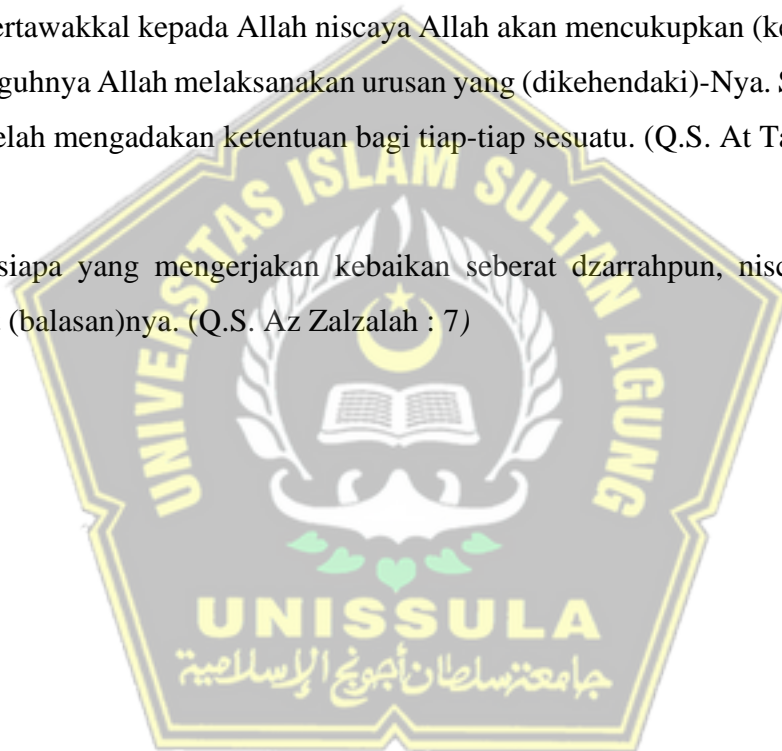 ertawakkal kepada Allah niscaya Allah akan mencukupkan (ke
guhnya Allah melaksanakan urusan yang (dikehendaki)-Nya. S
elah mengadakan ketentuan bagi tiap-tiap sesuatu. (Q.S. At Ta
siapa yang mengerjakan kebaikan seberat dzarrahpun, nisc
(balasan)nya. (Q.S. Az Zalzalah : 7)
UNIVERSITAS ISLAM SULTAN AGUNG
UNISSULA
جامعة سلطان أجونج الإسلامية